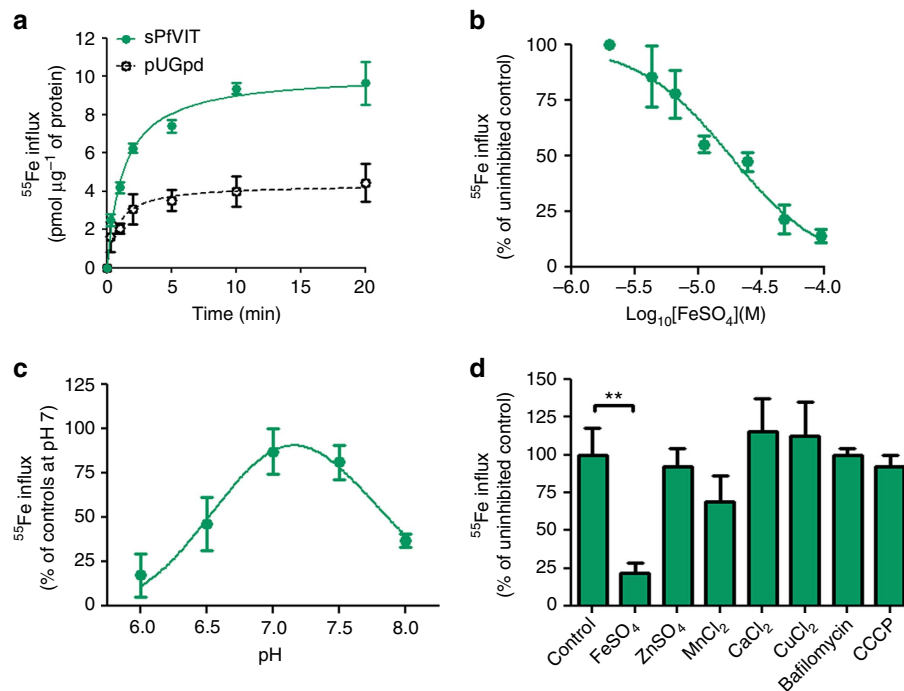 a
sPfVIT
pUGpd
12
10
8
6
4
2
0
0 5 10 15 20
Time (min)
⁵⁵Fe influx
(pmol μg⁻¹ of protein)
b
100
75
50
25
0
−6.0 −5.5 −5.0 −4.5 −4.0
Log₁₀[FeSO₄](M)
⁵⁵Fe influx
(% of uninhibited control)
c
125
100
75
50
25
0
6.0 6.5 7.0 7.5 8.0
pH
⁵⁵Fe influx
(% of controls at pH 7)
d
150
125
100
75
50
25
0
**
Control FeSO₄ ZnSO₄ MnCl₂ CaCl₂ CuCl₂ Bafilomycin CCCP
⁵⁵Fe influx
(% of uninhibited control)